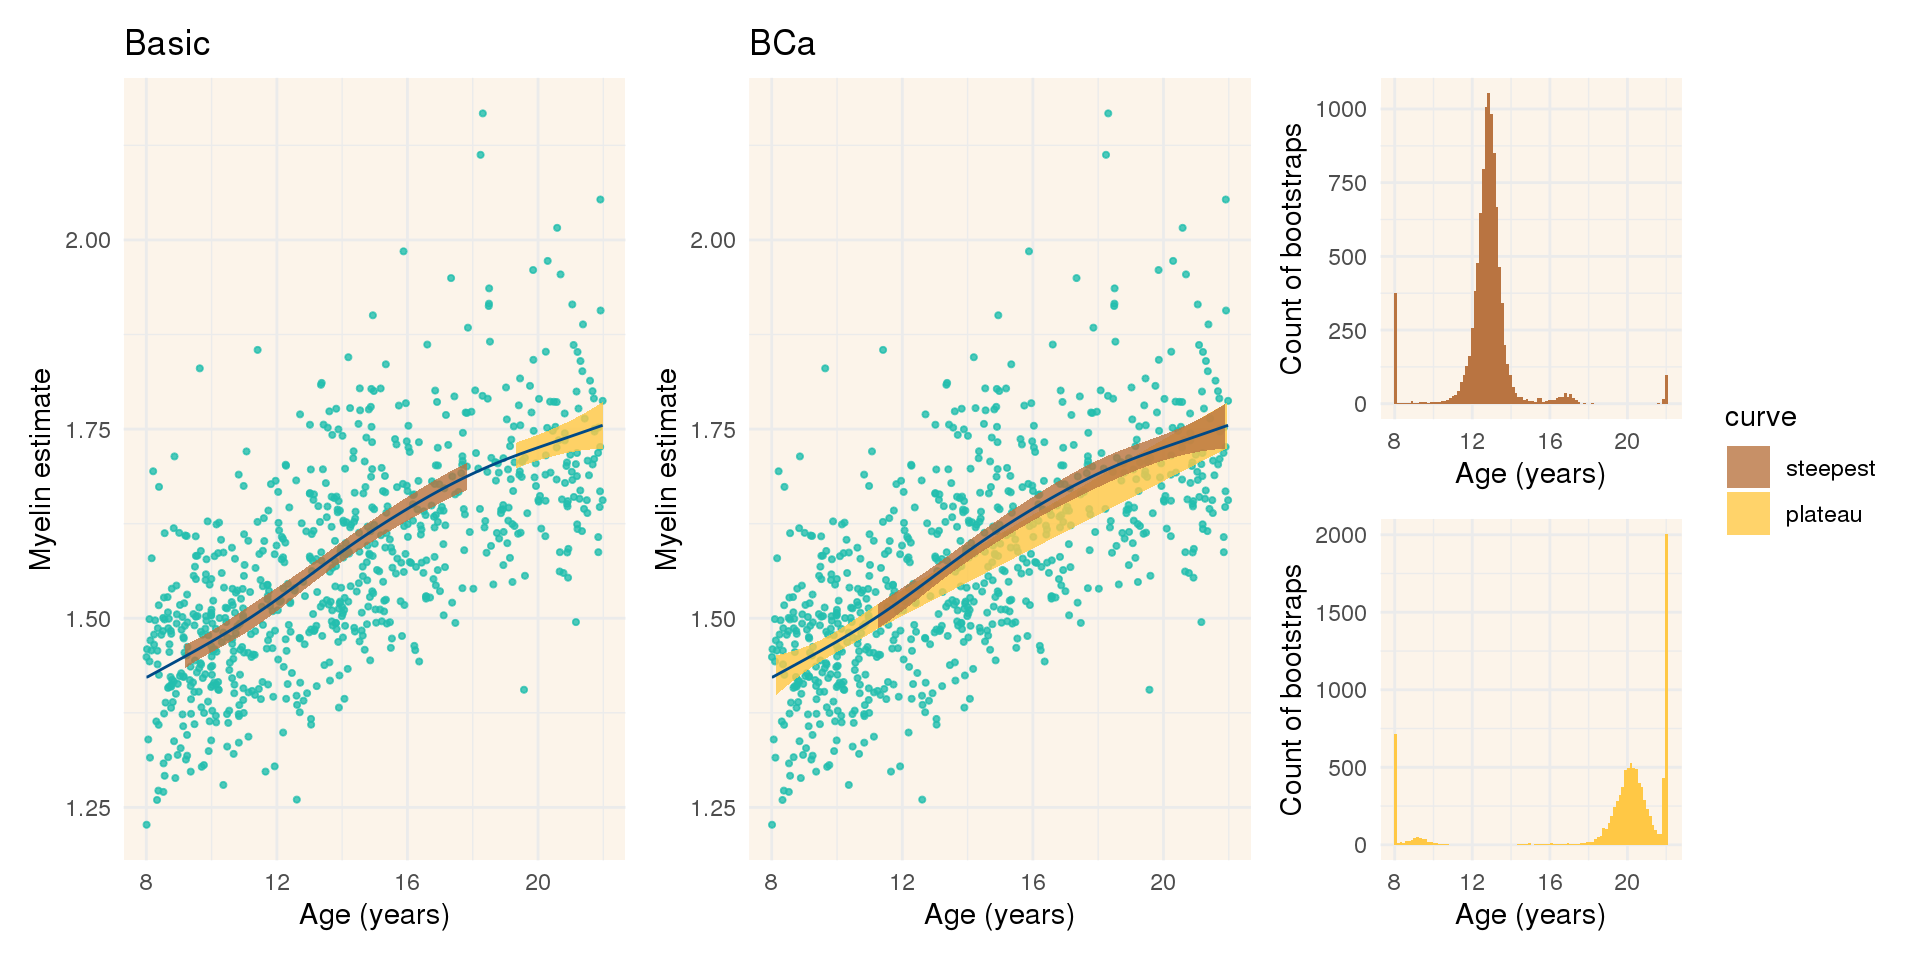 Basic
BCa
Myelin estimate
2.00
1.75
1.50
1.25
8 12 16 20
Age (years)
Myelin estimate
2.00
1.75
1.50
1.25
8 12 16 20
Age (years)
Count of bootstraps
1000
750
500
250
0
8 12 16 20
Age (years)
Count of bootstraps
2000
1500
1000
500
0
8 12 16 20
Age (years)
curve
steepest
plateau